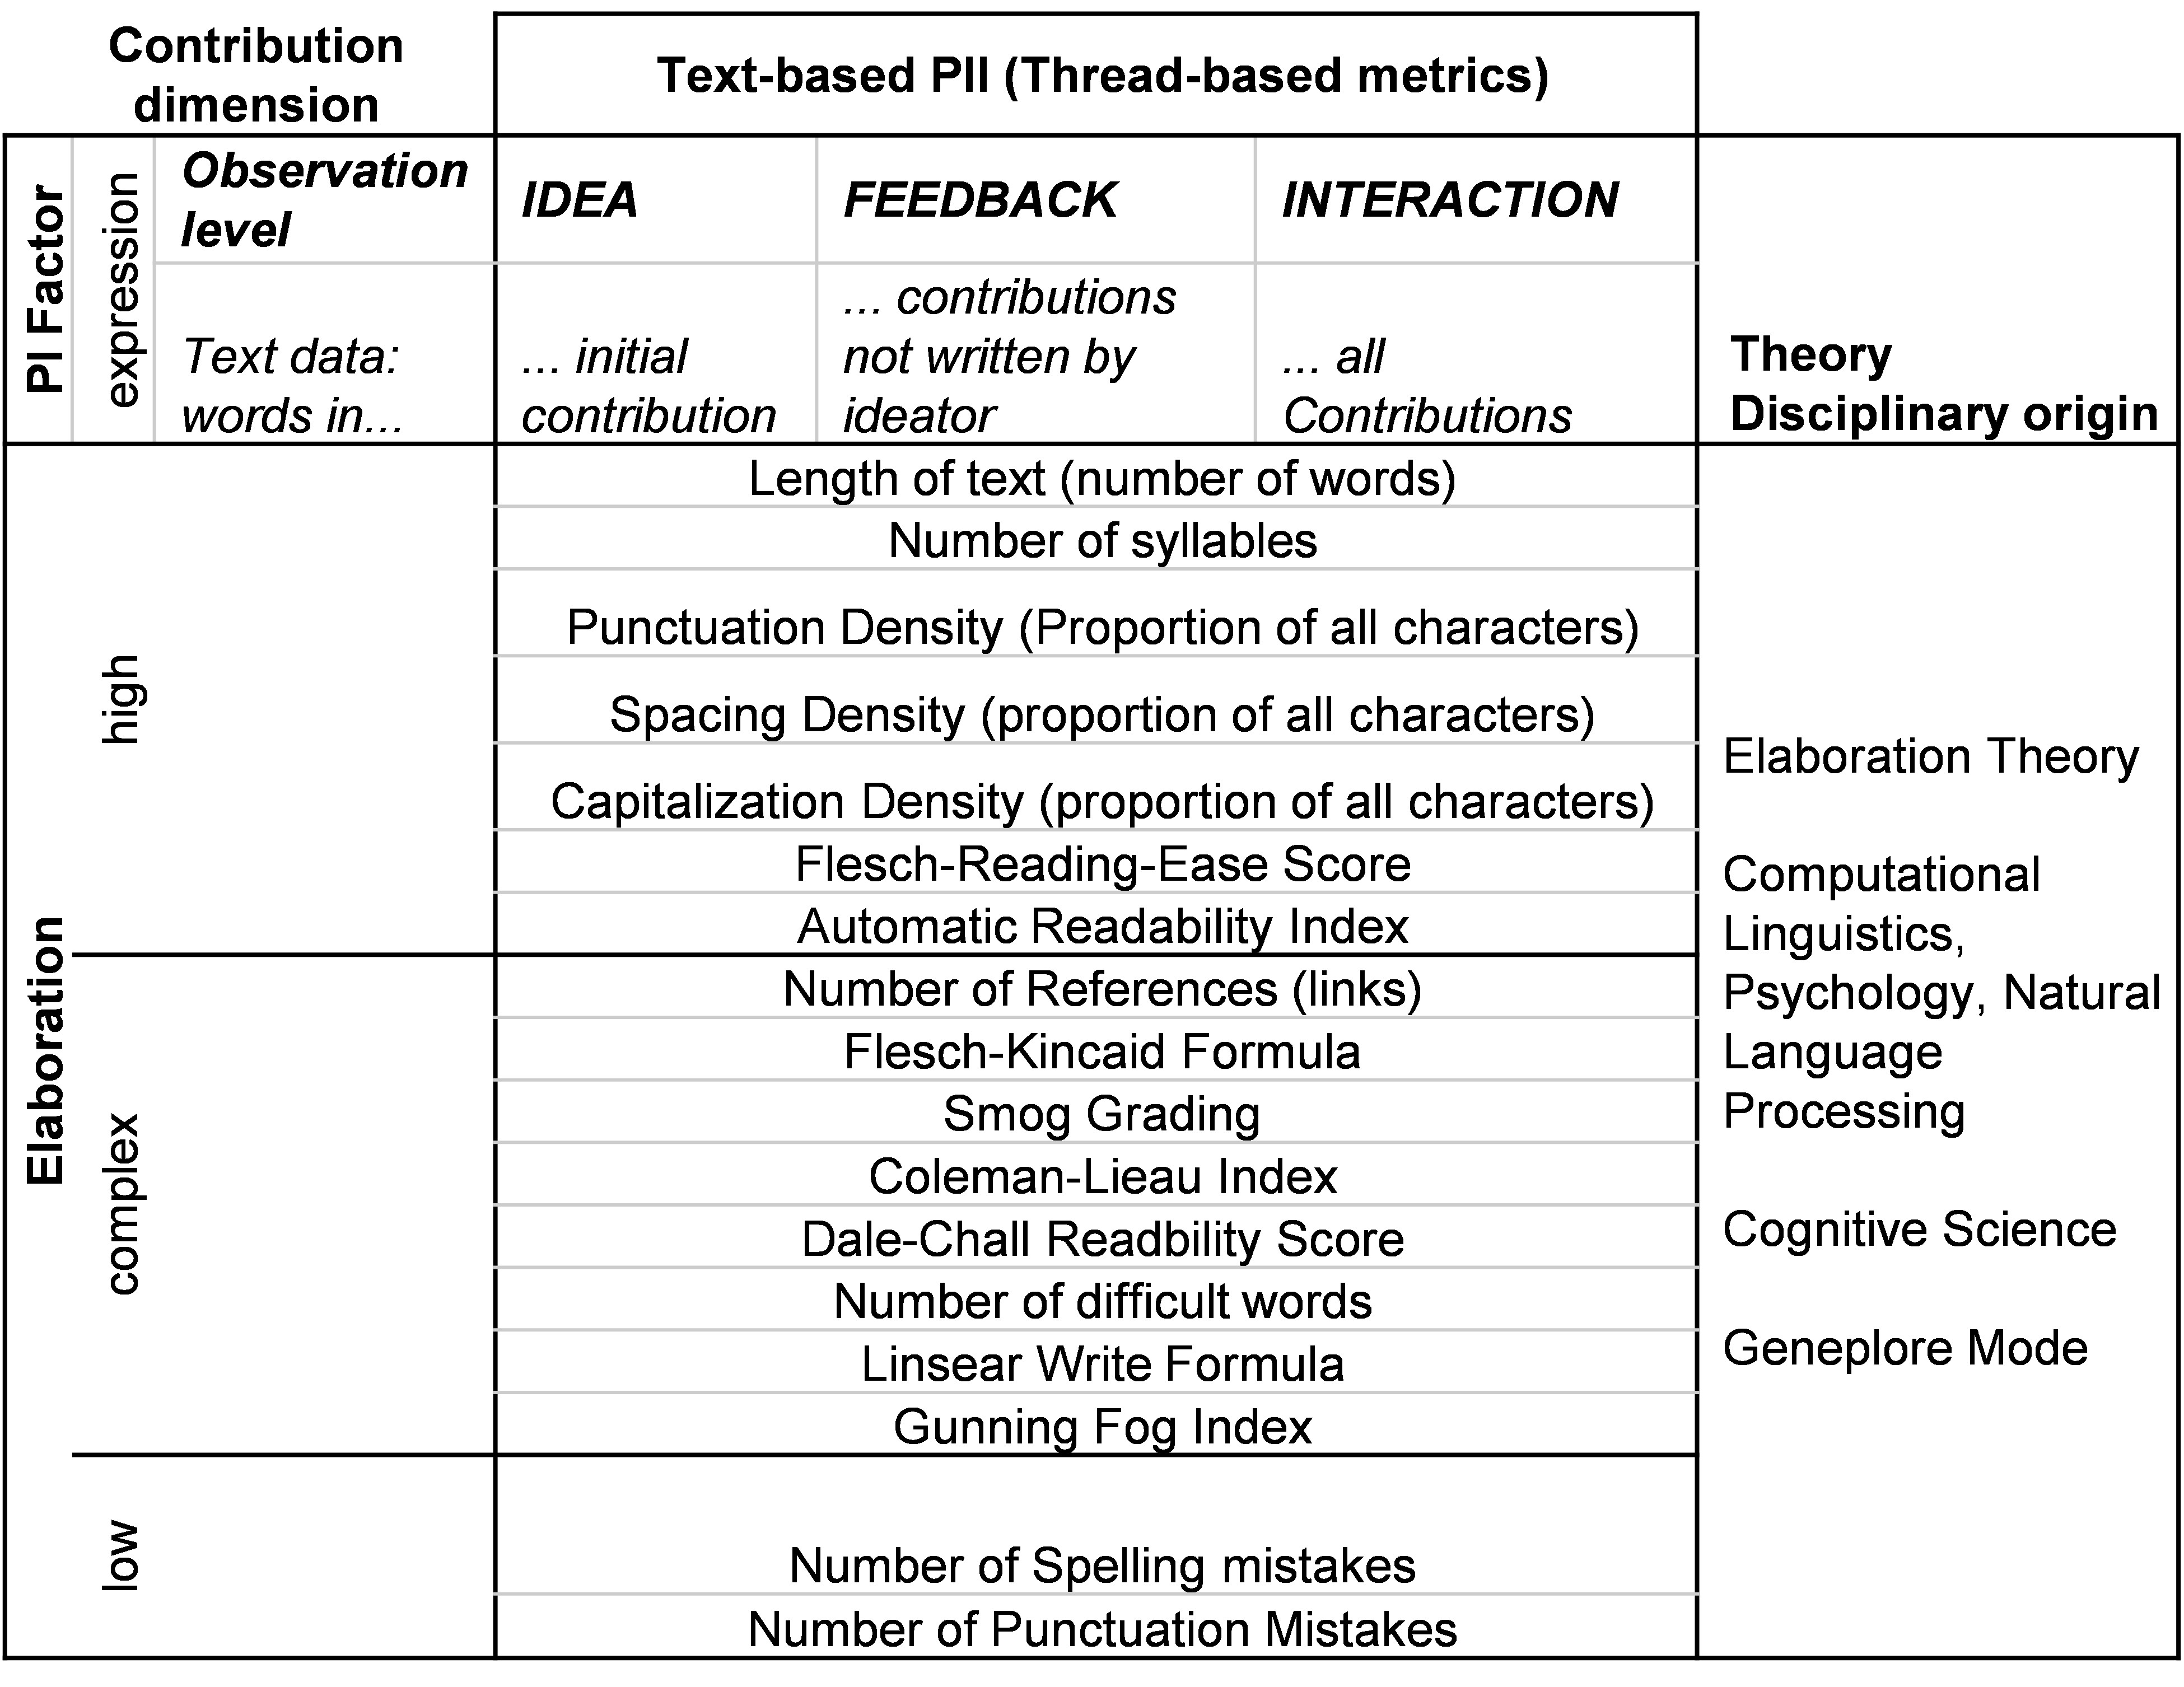 Contribution
dimension
Text-based PII (Thread-based metrics)
PI Factor
expression
Observation
level
IDEA
FEEDBACK
INTERACTION
Text data:
words in...
... initial
contribution
... contributions
not written by
ideator
... all
Contributions
Theory
Disciplinary origin
Elaboration
high
Length of text (number of words)
Number of syllables
Punctuation Density (Proportion of all characters)
Spacing Density (proportion of all characters)
Capitalization Density (proportion of all characters)
Flesch-Reading-Ease Score
Automatic Readability Index
complex
Number of References (links)
Flesch-Kincaid Formula
Smog Grading
Coleman-Lieau Index
Dale-Chall Readbility Score
Number of difficult words
Linsear Write Formula
Gunning Fog Index
low
Number of Spelling mistakes
Number of Punctuation Mistakes
Elaboration Theory
Computational
Linguistics,
Psychology, Natural
Language
Processing
Cognitive Science
Geneplore Mode